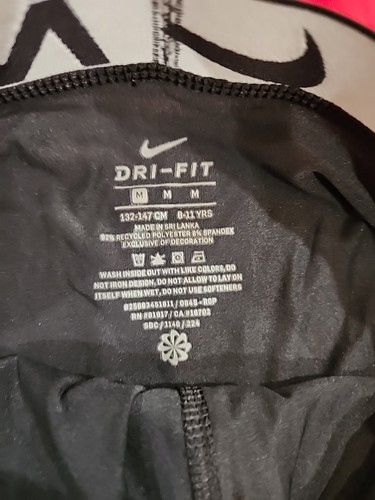 DRI-FIT
M M M
132-147 CM 8-11 YRS
MADE IN SRI LANKA
92% RECYCLED POLYESTER 8% SPANDEX
EXCLUSIVE OF DECORATION
WASH INSIDE OUT WITH LIKE COLORS, DO
NOT IRON DESIGN, DO NOT ALLOW TO LAY ON
ITSELF WHEN WET, DO NOT USE SOFTENERS
RN #81917 / CA #18703